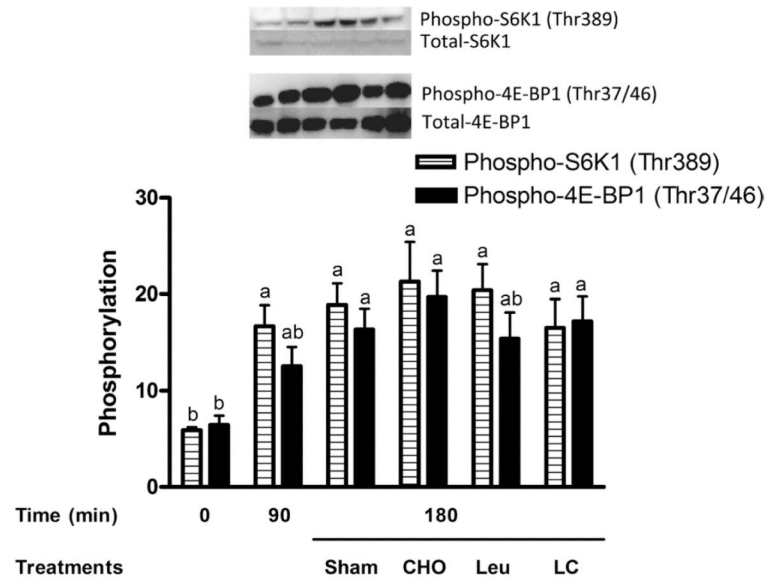 Phospho-S6K1 (Thr389)
Total-S6K1
Phospho-4E-BP1 (Thr37/46)
Total-4E-BP1
Phospho-S6K1 (Thr389)
Phospho-4E-BP1 (Thr37/46)
Phosphorylation
30
20
10
0
b b
a ab
a a
a a
a ab
a a
Time (min) 0 90 180
Treatments Sham CHO Leu LC